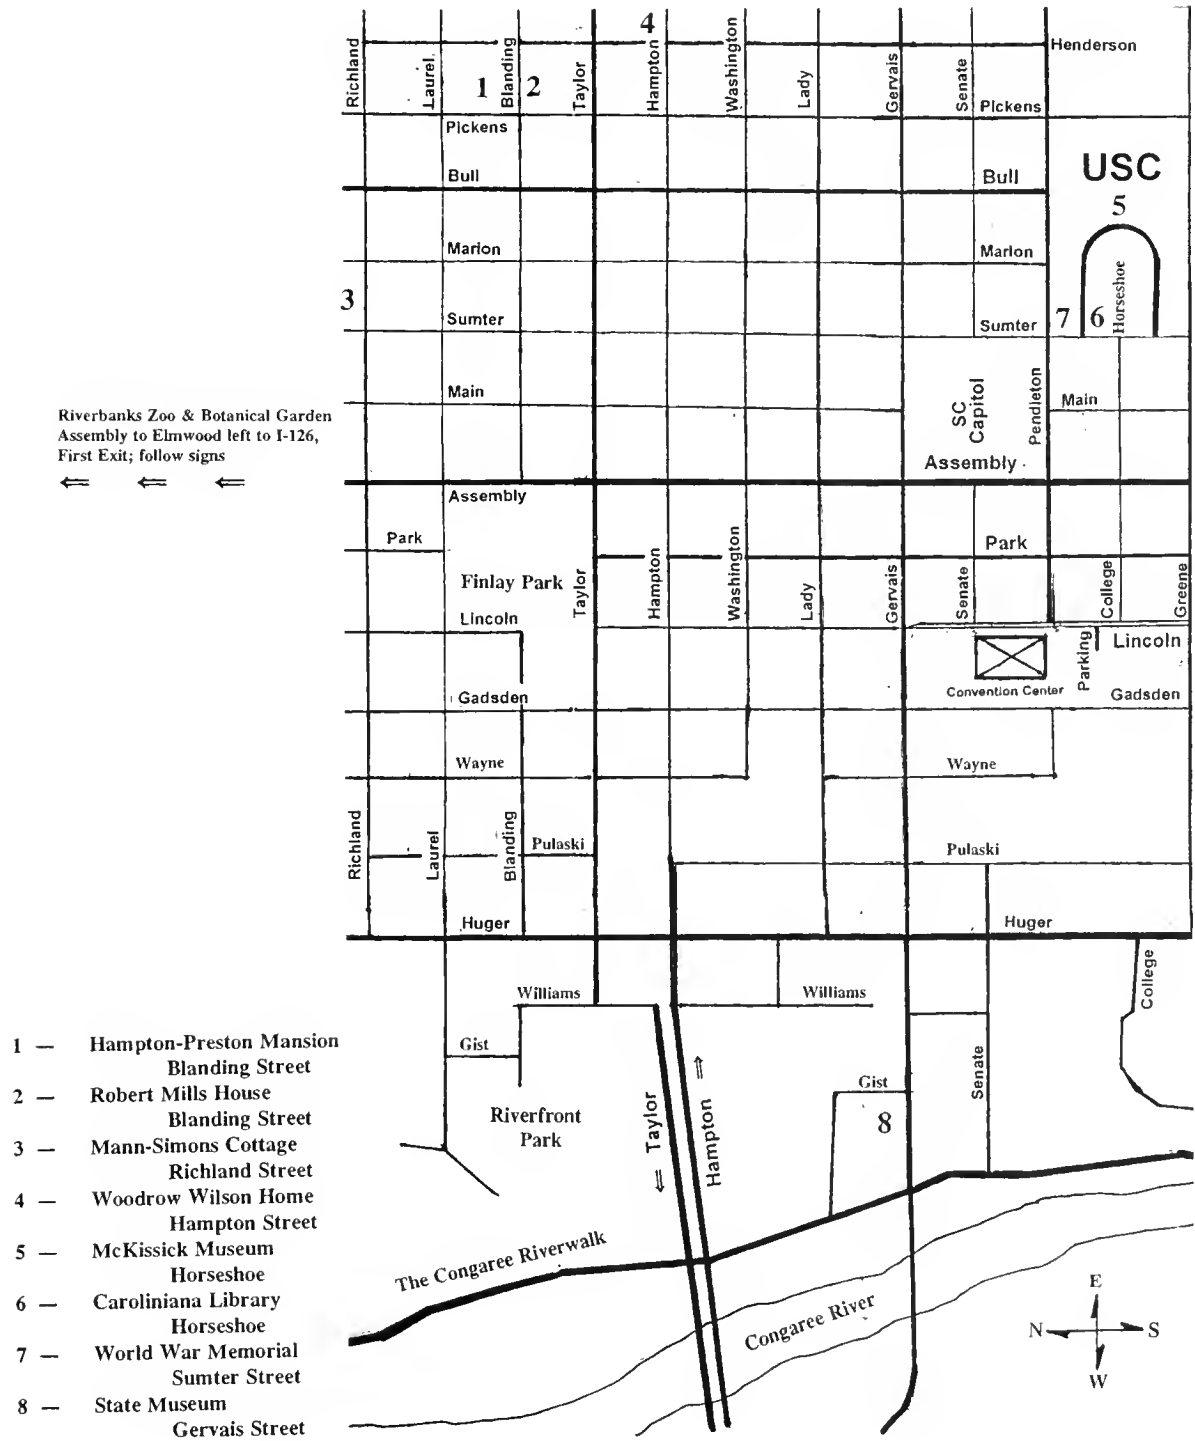 4
Henderson
Richland
Laurel
Blanding
Taylor
Hampton
Washington
Lady
Gervais
Senate
1
2
Pickens
Pickens
Bull
Bull
USC
5
Marion
Marion
Horseshoe
3
Sumter
Sumter
7
6
Main
SC
Capitol
Pendleton
Main
Riverbanks Zoo & Botanical Garden
Assembly to Elmwood left to I-126,
First Exit; follow signs
Assembly
Assembly
Park
Park
Finlay Park
Taylor
Hampton
Washington
Lady
Gervais
Senate
College
Greene
Lincoln
Lincoln
Parking
Convention Center
Gadsden
Gadsden
Wayne
Wayne
Richland
Laurel
Blanding
Pulaski
Pulaski
Huger
Huger
College
Williams
Williams
Gist
Senate
Gist
8
Riverfront
Park
Taylor
Hampton
The Congaree Riverwalk
Congaree River
E
N
S
W
1 — Hampton-Preston Mansion
Blanding Street
2 — Robert Mills House
Blanding Street
3 — Mann-Simons Cottage
Richland Street
4 — Woodrow Wilson Home
Hampton Street
5 — McKissick Museum
Horseshoe
6 — Caroliniana Library
Horseshoe
7 — World War Memorial
Sumter Street
8 — State Museum
Gervais Street